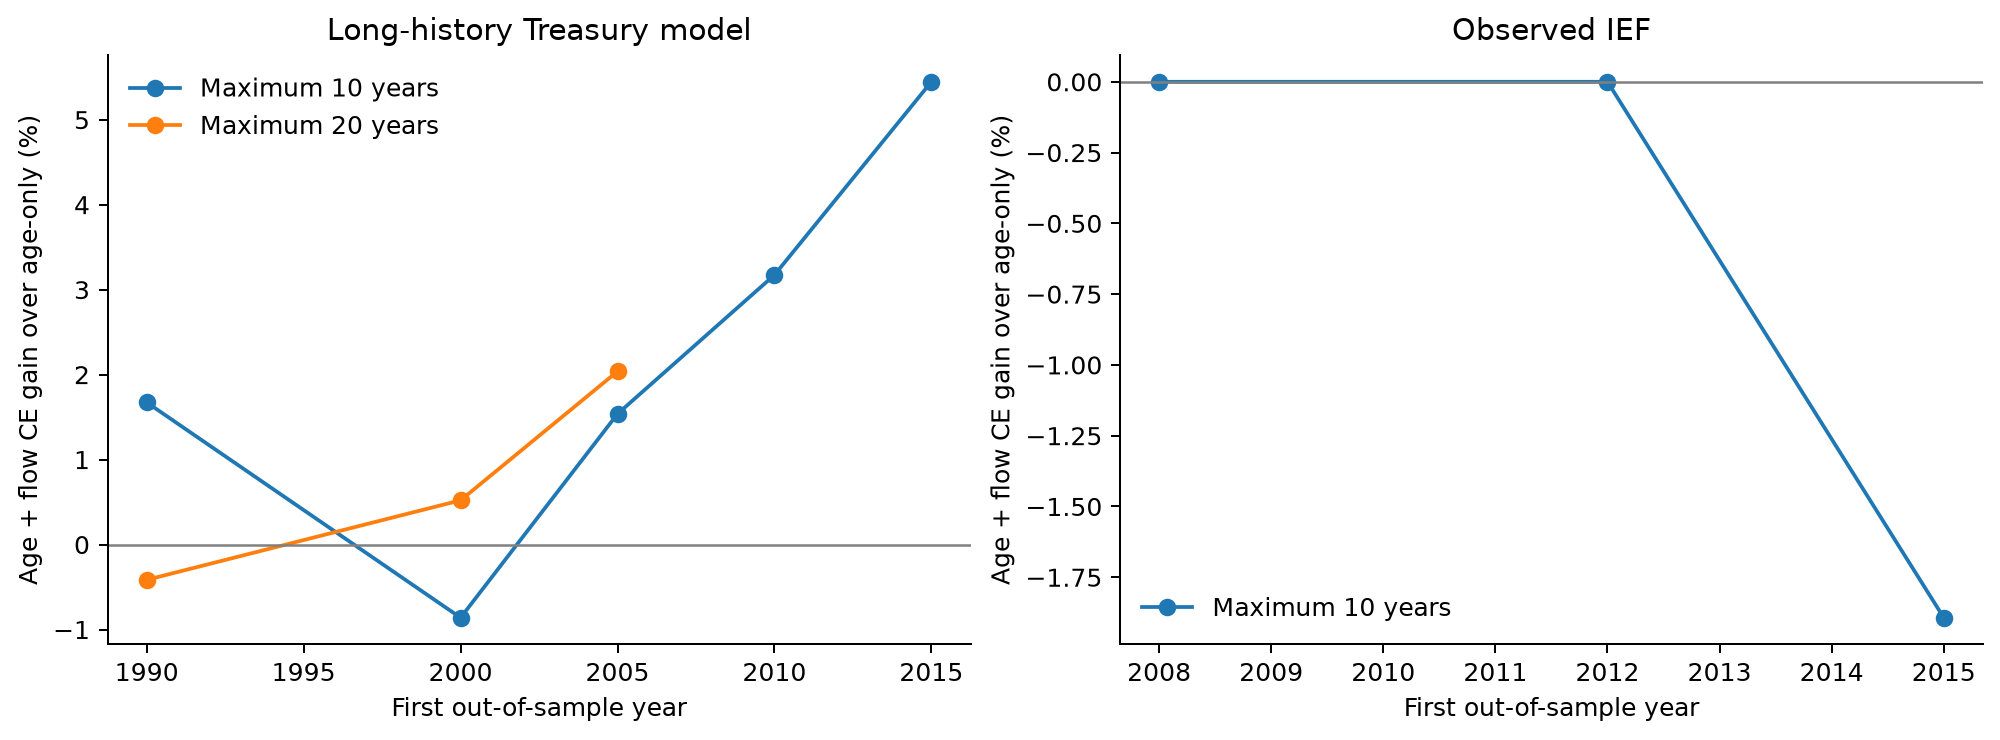 Long-history Treasury model
Age + flow CE gain over age-only (%)
5
4
3
2
1
0
−1
Maximum 10 years
Maximum 20 years
1990 1995 2000 2005 2010 2015
First out-of-sample year
Observed IEF
Age + flow CE gain over age-only (%)
0.00
−0.25
−0.50
−0.75
−1.00
−1.25
−1.50
−1.75
Maximum 10 years
2008 2009 2010 2011 2012 2013 2014 2015
First out-of-sample year